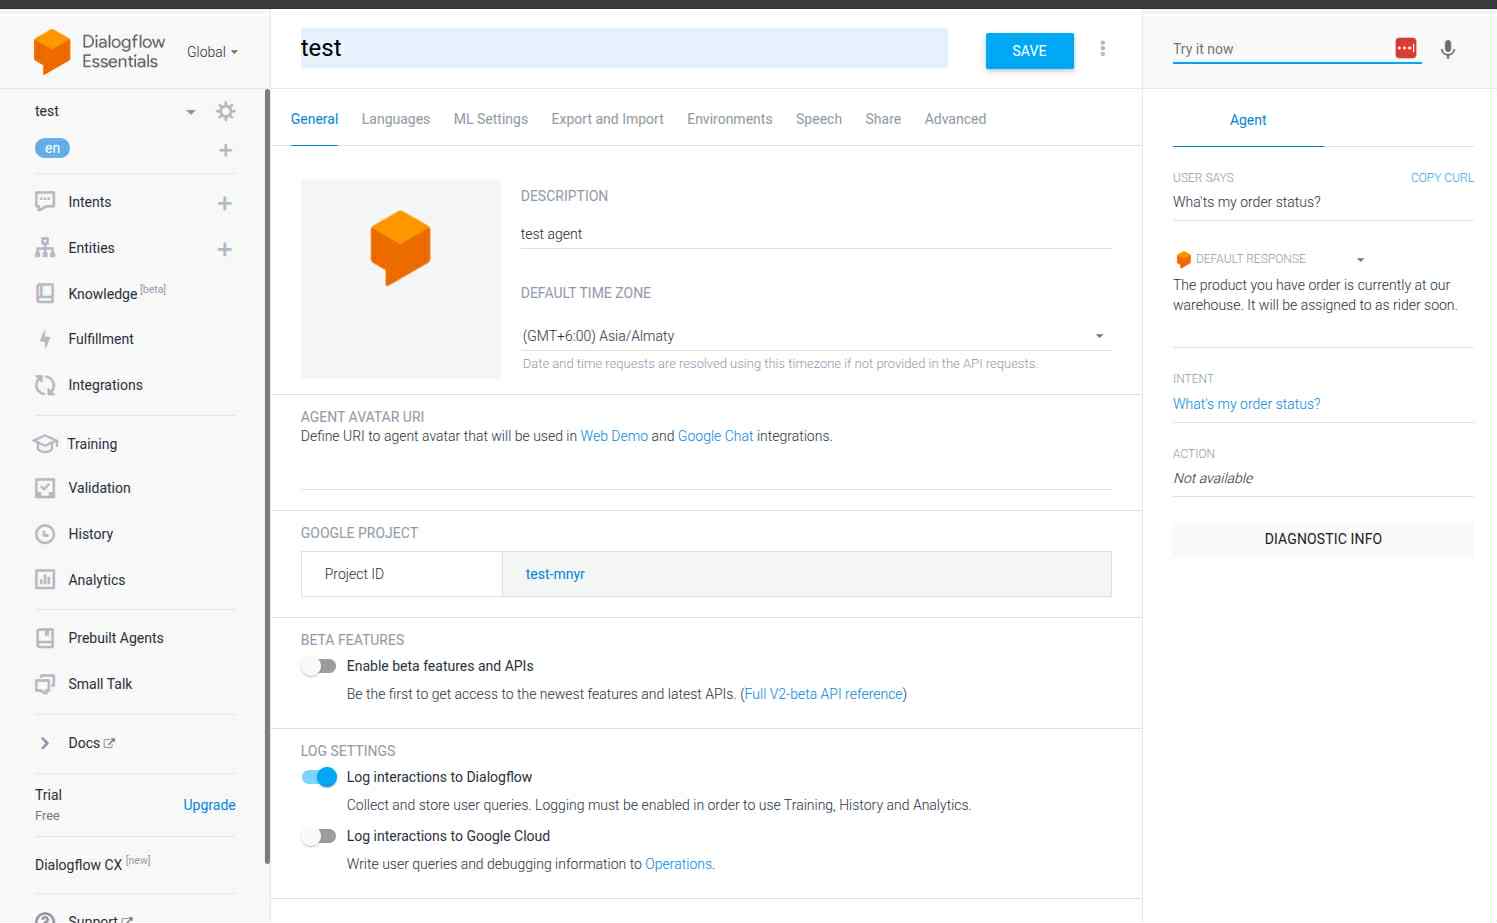 Dialogflow
Essentials
Global
test
en
Intents
Entities
Knowledge [beta]
Fulfillment
Integrations
Training
Validation
History
Analytics
Prebuilt Agents
Small Talk
Docs
Trial
Free
Upgrade
Dialogflow CX [new]
Support
test
SAVE
General Languages ML Settings Export and Import Environments Speech Share Advanced
DESCRIPTION
test agent
DEFAULT TIME ZONE
(GMT+6:00) Asia/Almaty
Date and time requests are resolved using this timezone if not provided in the API requests.
AGENT AVATAR URI
Define URI to agent avatar that will be used in Web Demo and Google Chat integrations.
GOOGLE PROJECT
Project ID test-mnyr
BETA FEATURES
Enable beta features and APIs
Be the first to get access to the newest features and latest APIs. (Full V2-beta API reference)
LOG SETTINGS
Log interactions to Dialogflow
Collect and store user queries. Logging must be enabled in order to use Training, History and Analytics.
Log interactions to Google Cloud
Write user queries and debugging information to Operations.
Try it now
Agent
USER SAYS COPY CURL
Wha'ts my order status?
DEFAULT RESPONSE
The product you have order is currently at our
warehouse. It will be assigned to as rider soon.
INTENT
What's my order status?
ACTION
Not available
DIAGNOSTIC INFO